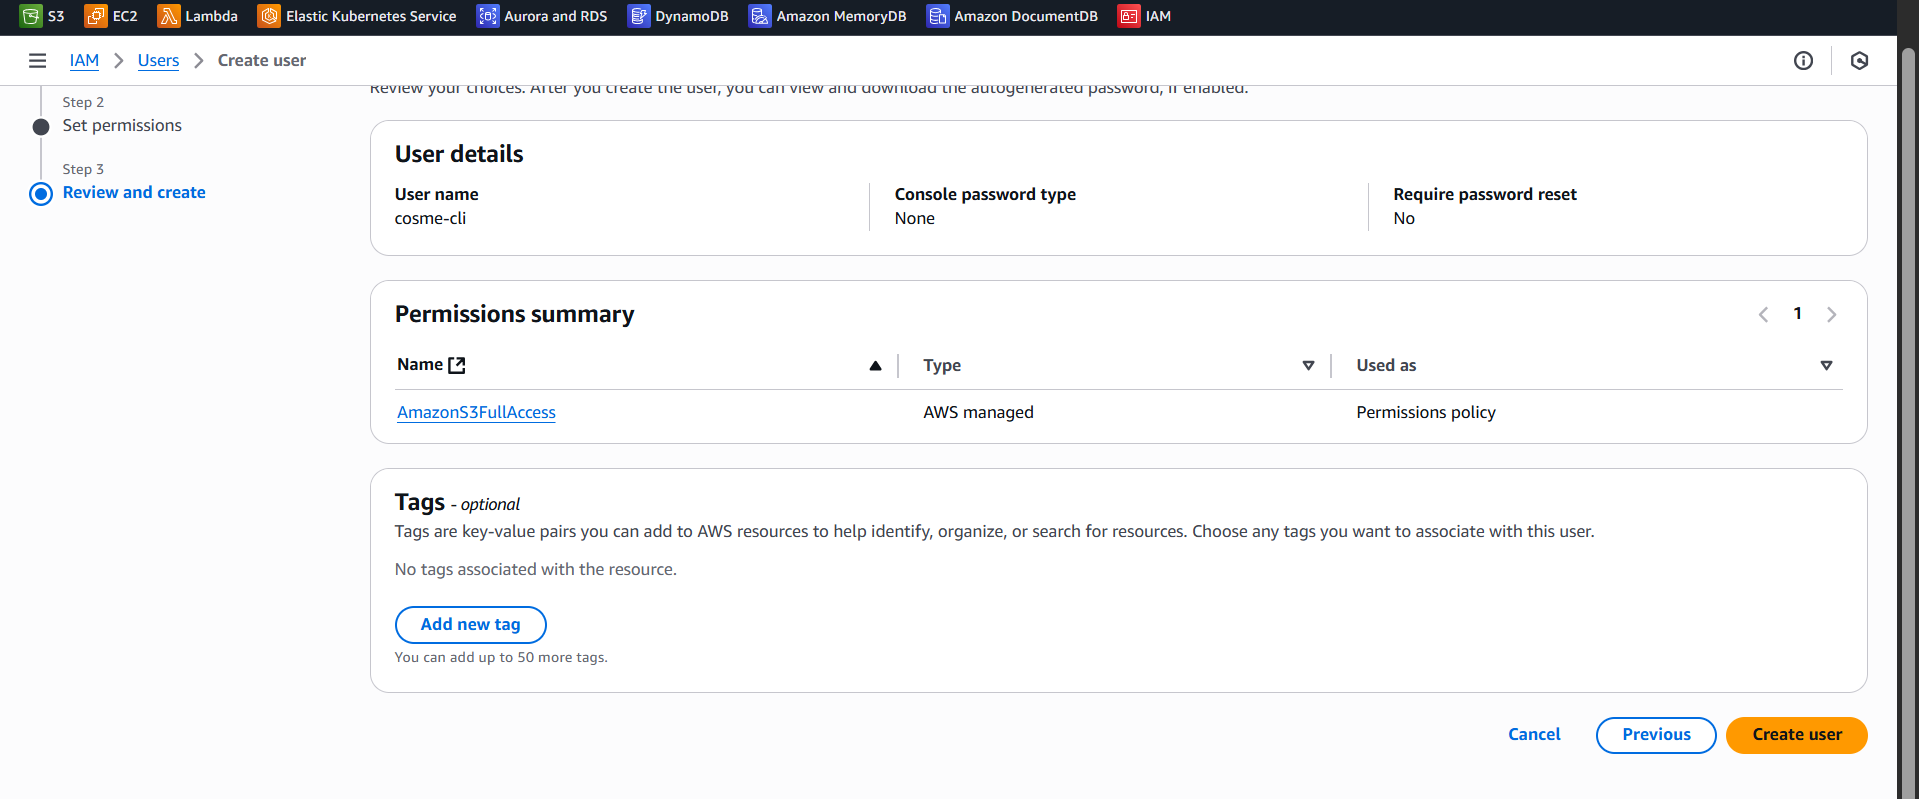 S3 EC2 Lambda Elastic Kubernetes Service Aurora and RDS DynamoDB Amazon MemoryDB Amazon DocumentDB IAM
IAM Users Create user
Review your choices. After you create the user, you can view and download the autogenerated password, if enabled.
Step 2
Set permissions
Step 3
Review and create
User details
User name Console password type Require password reset
cosme-cli None No
Permissions summary 1
Name Type Used as
AmazonS3FullAccess AWS managed Permissions policy
Tags - optional
Tags are key-value pairs you can add to AWS resources to help identify, organize, or search for resources. Choose any tags you want to associate with this user.
No tags associated with the resource.
Add new tag
You can add up to 50 more tags.
Cancel Previous Create user